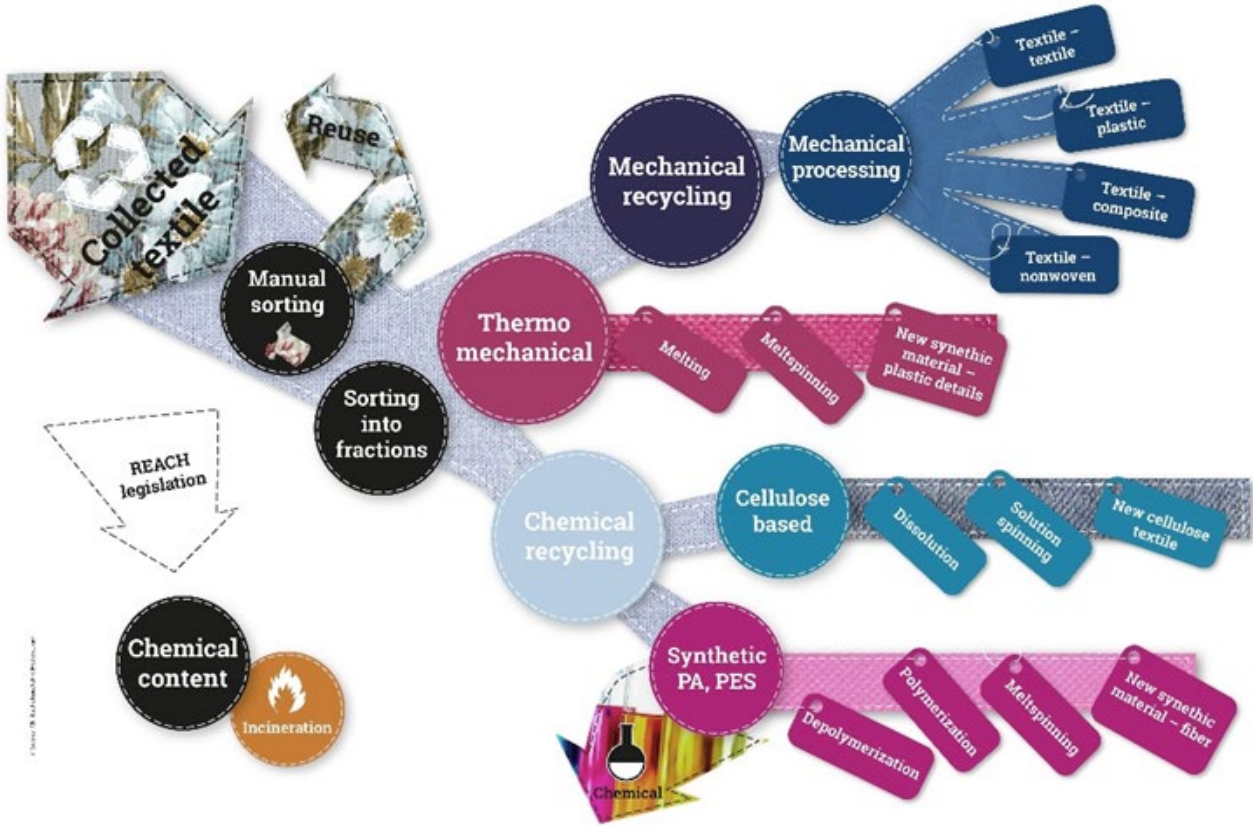 Collected
textile
Reuse
Manual
sorting
Sorting
into
fractions
REACH
legislation
Chemical
content
Incineration
Mechanical
recycling
Mechanical
processing
Textile –
textile
Textile –
plastic
Textile –
composite
Textile –
nonwoven
Thermo
mechanical
Melting
Meltspinning
New synethic
material –
plastic details
Chemical
recycling
Cellulose
based
Dissolution
Solution
spinning
New cellulose
textile
Synthetic
PA, PES
Depolymerization
Polymerization
Meltspinning
New synethic
material – fiber
Chemical